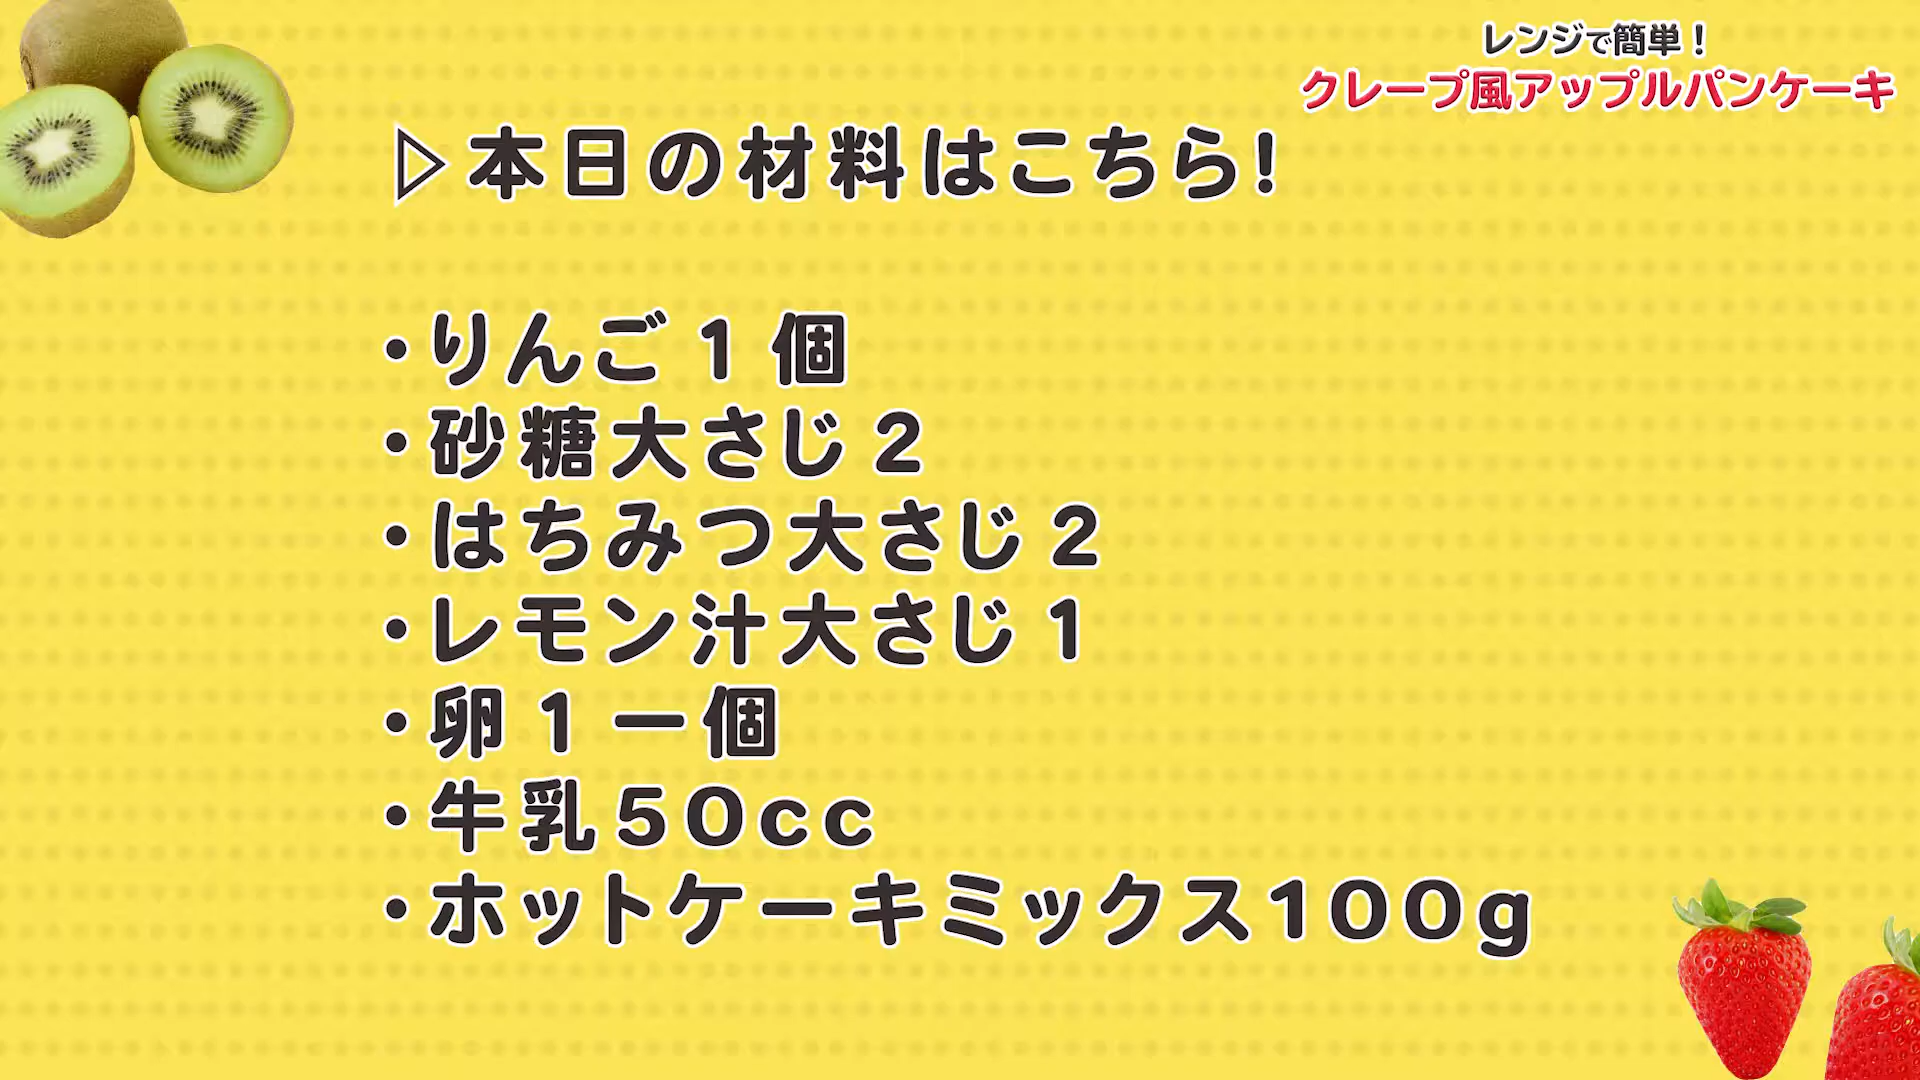 レンジで簡単！
クレープ風アップルパンケーキ
▷本日の材料はこちら!
・りんご1個
・砂糖大さじ2
・はちみつ大さじ2
・レモン汁大さじ1
・卵1一個
・牛乳50cc
・ホットケーキミックス100g